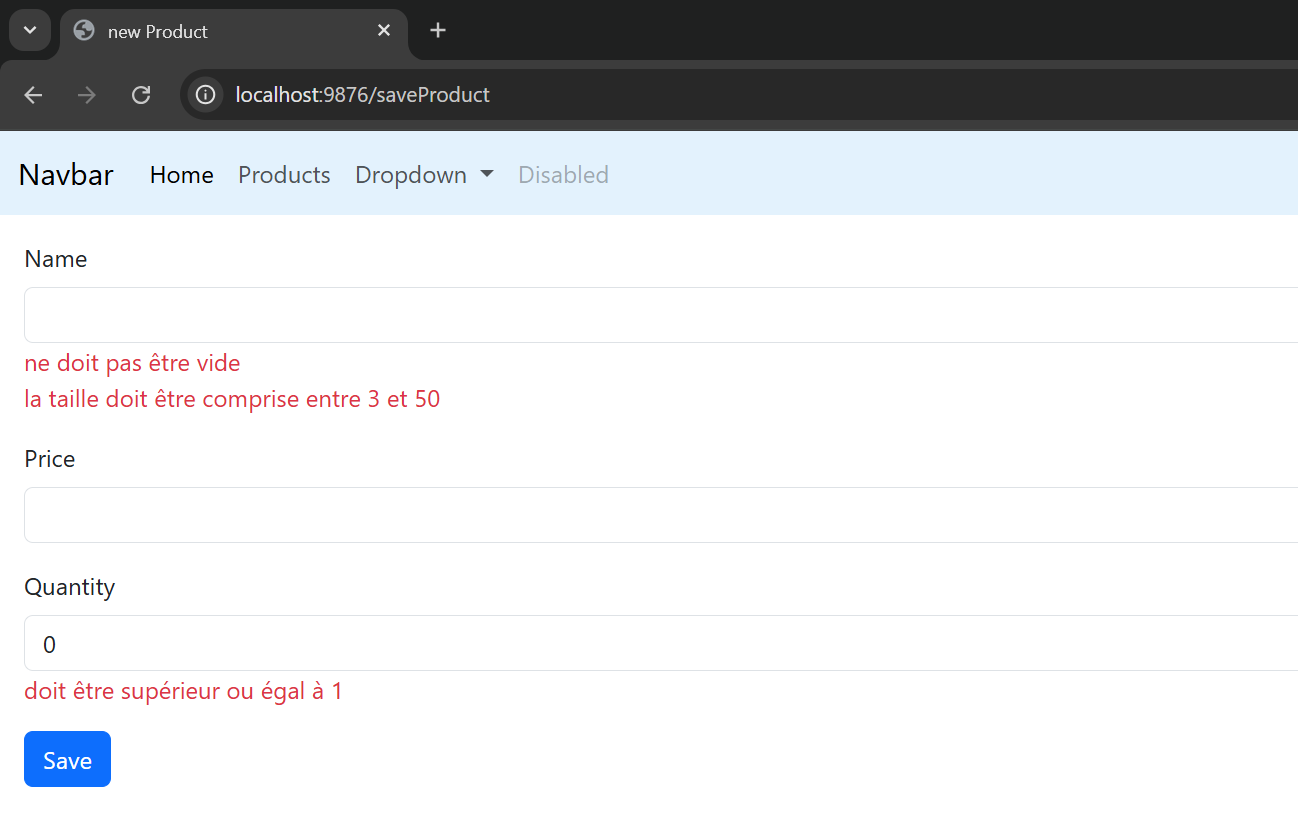 new Product
localhost:9876/saveProduct
Navbar Home Products Dropdown Disabled
Name
ne doit pas être vide
la taille doit être comprise entre 3 et 50
Price
Quantity
0
doit être supérieur ou égal à 1
Save